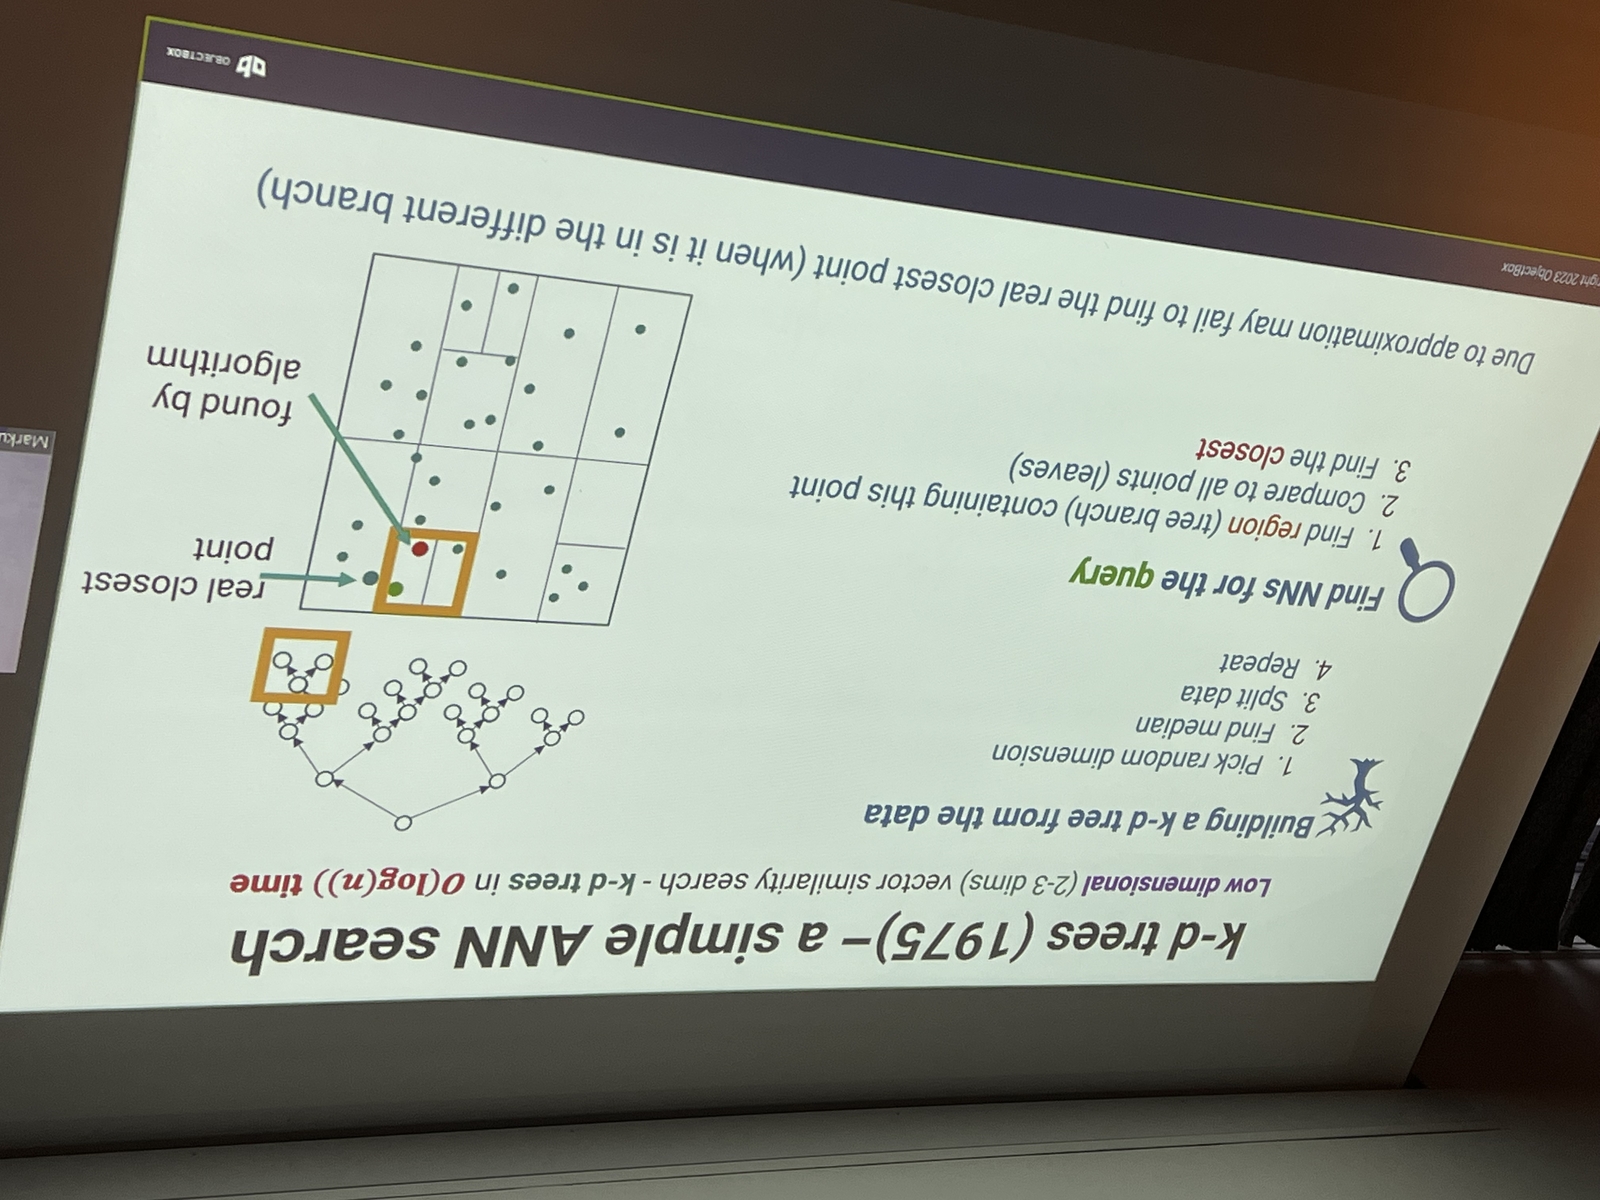 k-d trees (1975)– a simple ANN search
Low dimensional (2-3 dims) vector similarity search - k-d trees in O(log(n)) time
Building a k-d tree from the data
1. Pick random dimension
2. Find median
3. Split data
4. Repeat
Find NNs for the query
1. Find region (tree branch) containing this point
2. Compare to all points (leaves)
3. Find the closest
real closest
point
found by
algorithm
Due to approximation may fail to find the real closest point (when it is in the different branch)
2023 ObjectBox
OBJECTBOX